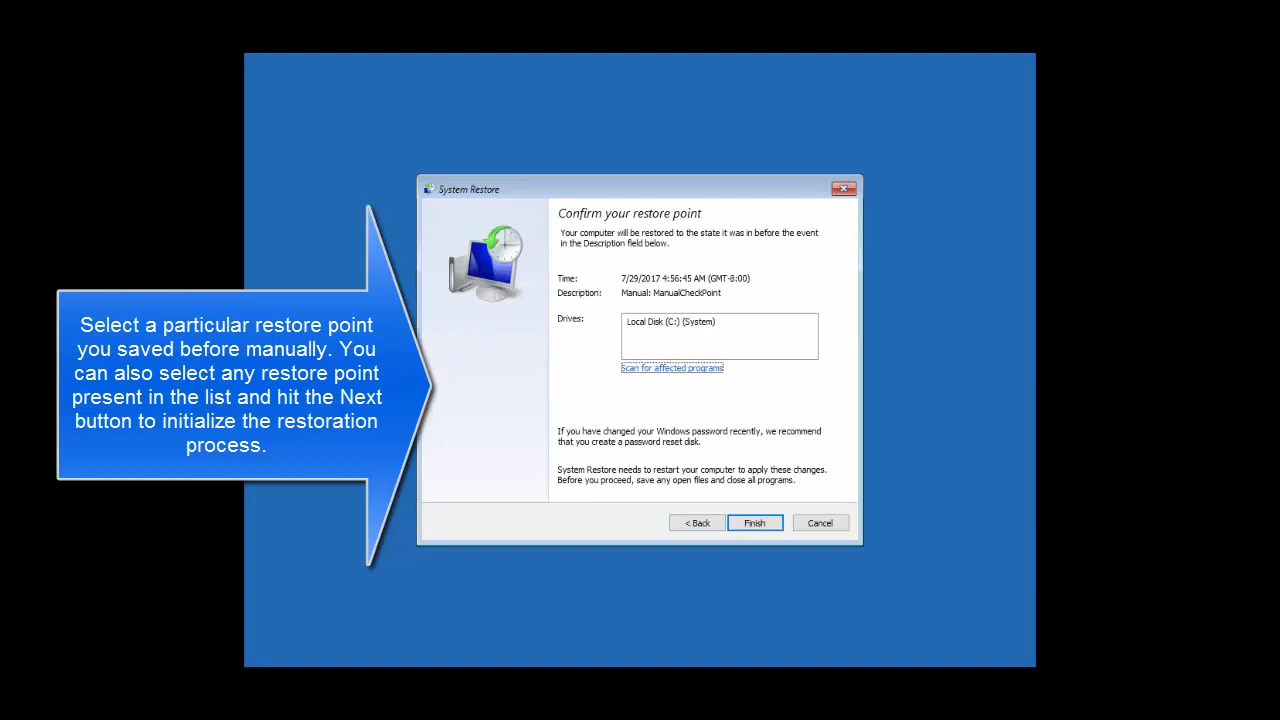 System Restore
Confirm your restore point
Your computer will be restored to the state it was in before the event
in the Description field below.
Time: 7/29/2017 4:56:45 AM (GMT-8:00)
Description: Manual: ManualCheckPoint
Drives:
Local Disk (C:) (System)
Scan for affected programs
If you have changed your Windows password recently, we recommend
that you create a password reset disk.
System Restore needs to restart your computer to apply these changes.
Before you proceed, save any open files and close all programs.
< Back Finish Cancel
Select a particular restore point
you saved before manually. You
can also select any restore point
present in the list and hit the Next
button to initialize the restoration
process.